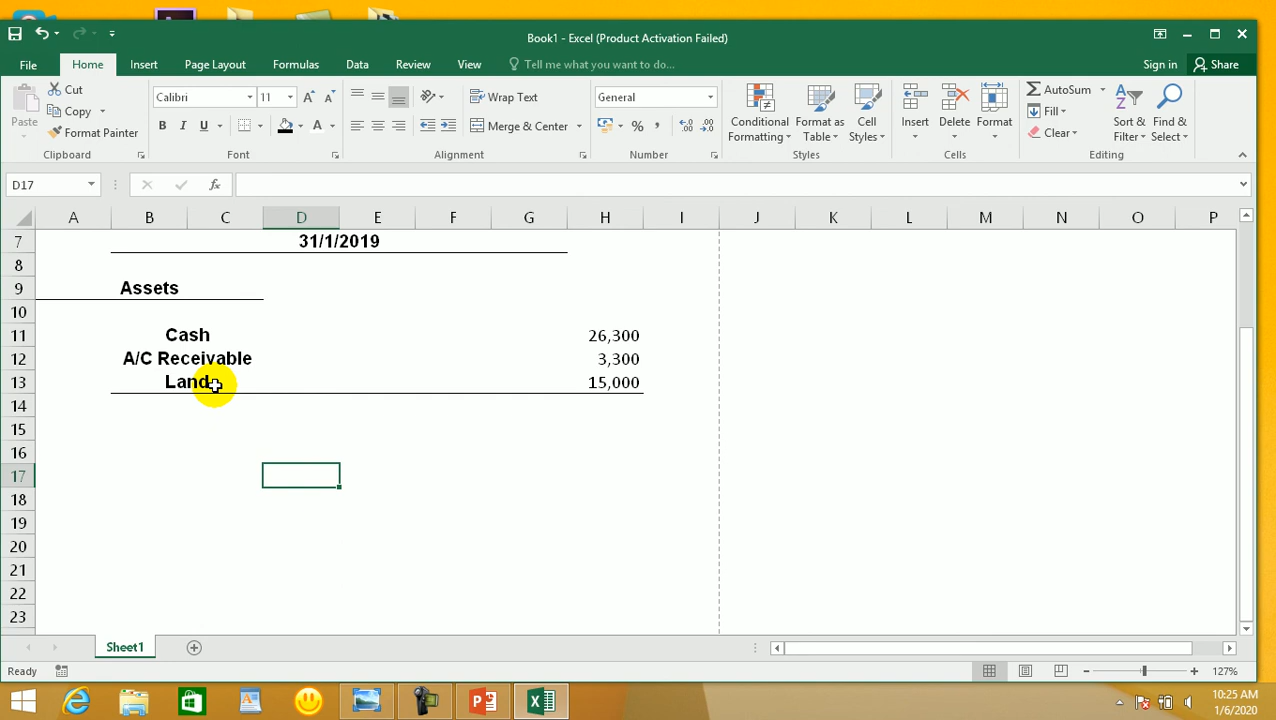 Book1 - Excel (Product Activation Failed)
File Home Insert Page Layout Formulas Data Review View Tell me what you want to do... Sign in Share
Paste Cut Copy Format Painter
Clipboard
Calibri 11 A A
B I U A
Font
Wrap Text
Merge & Center
Alignment
General
% , .0 .00
Number
Conditional Formatting Format as Table Cell Styles
Styles
Insert Delete Format
Cells
AutoSum
Fill
Clear
Sort & Filter Find & Select
Editing
D17 fx
A B C D E F G H I J K L M N O P
7 31/1/2019
8
9 Assets
10
11 Cash 26,300
12 A/C Receivable 3,300
13 Land 15,000
14
15
16
17
18
19
20
21
22
23
Sheet1
Ready 127%
10:25 AM
1/6/2020